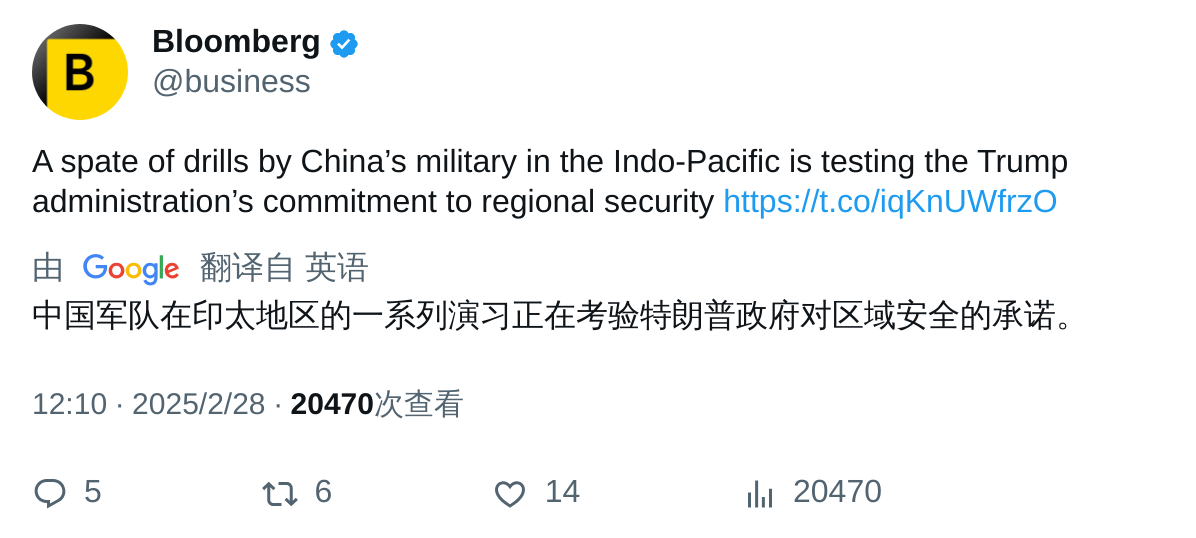 B
Bloomberg
@business
A spate of drills by China’s military in the Indo-Pacific is testing the Trump
administration’s commitment to regional security https://t.co/iqKnUWfrzO
由 Google 翻译自 英语
中国军队在印太地区的一系列演习正在考验特朗普政府对区域安全的承诺。
12:10 · 2025/2/28 · 20470次查看
5 6 14 20470